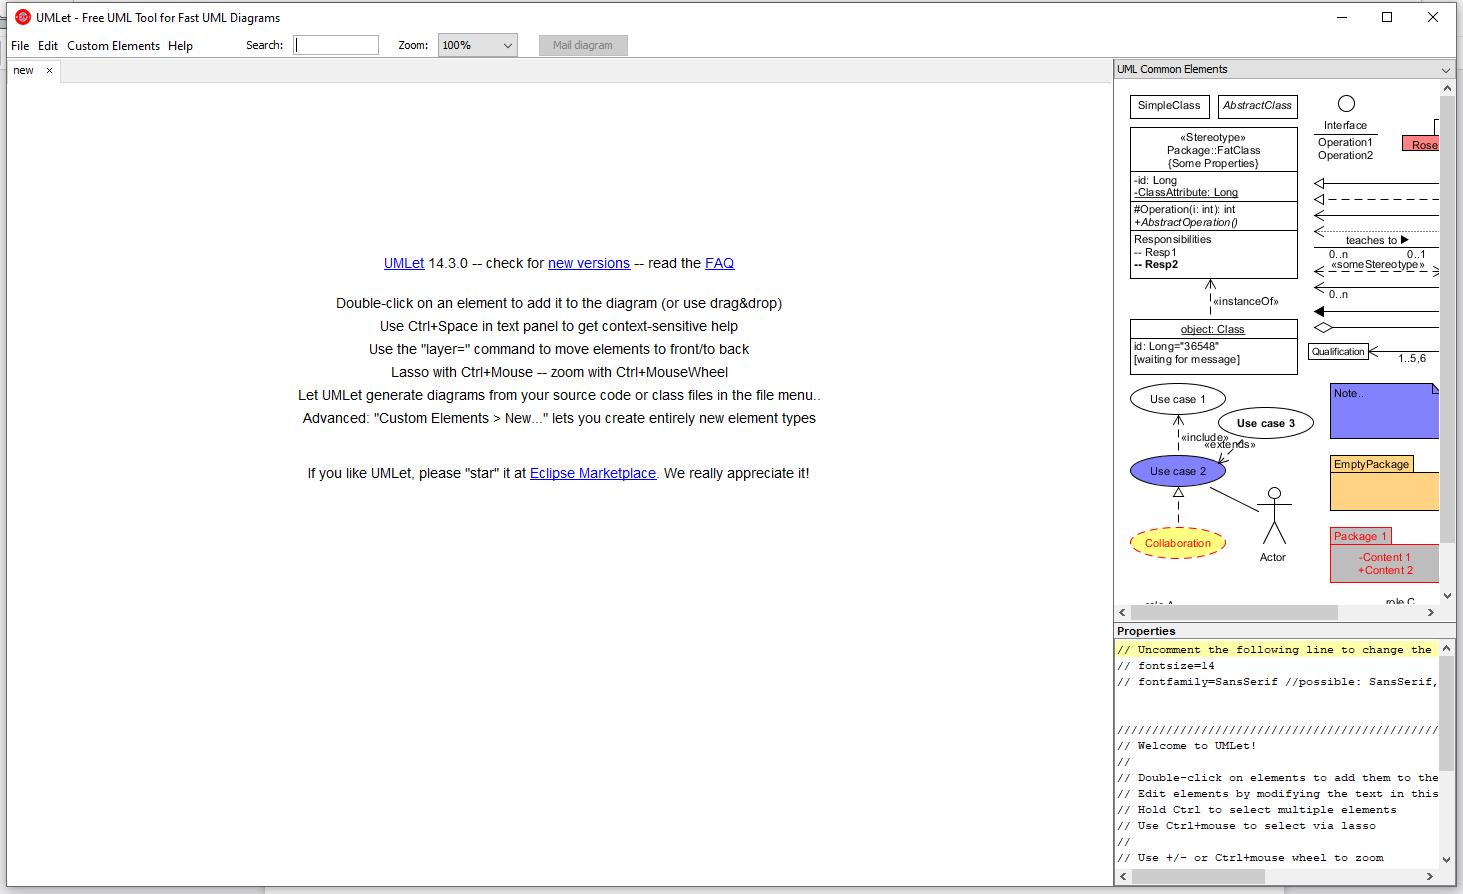 UMLet - Free UML Tool for Fast UML Diagrams
File Edit Custom Elements Help Search: Zoom: 100% Mail diagram
new
UMLet 14.3.0 -- check for new versions -- read the FAQ
Double-click on an element to add it to the diagram (or use drag&drop)
Use Ctrl+Space in text panel to get context-sensitive help
Use the "layer=" command to move elements to front/to back
Lasso with Ctrl+Mouse -- zoom with Ctrl+MouseWheel
Let UMLet generate diagrams from your source code or class files in the file menu..
Advanced: "Custom Elements > New..." lets you create entirely new element types
If you like UMLet, please "star" it at Eclipse Marketplace. We really appreciate it!
UML Common Elements
SimpleClass
AbstractClass
«Stereotype»
Package::FatClass
{Some Properties}
-id: Long
-ClassAttribute: Long
#Operation(i: int): int
+AbstractOperation()
Responsibilities
-- Resp1
-- Resp2
«instanceOf»
object: Class
id: Long="36548"
[waiting for message]
Interface
Operation1
Operation2
Rose
teaches to
0..n 0..1
«someStereotype»
0..n
Qualification
1..5,6
Use case 1
Use case 3
«include»
«extends»
Use case 2
Collaboration
Actor
Note..
EmptyPackage
Package 1
-Content 1
+Content 2
role C
Properties
// Uncomment the following line to change the
// fontsize=14
// fontfamily=SansSerif //possible: SansSerif,
//////////////////////////////////////////////
// Welcome to UMLet!
//
// Double-click on elements to add them to the
// Edit elements by modifying the text in this
// Hold Ctrl to select multiple elements
// Use Ctrl+mouse to select via lasso
//
// Use +/- or Ctrl+mouse wheel to zoom